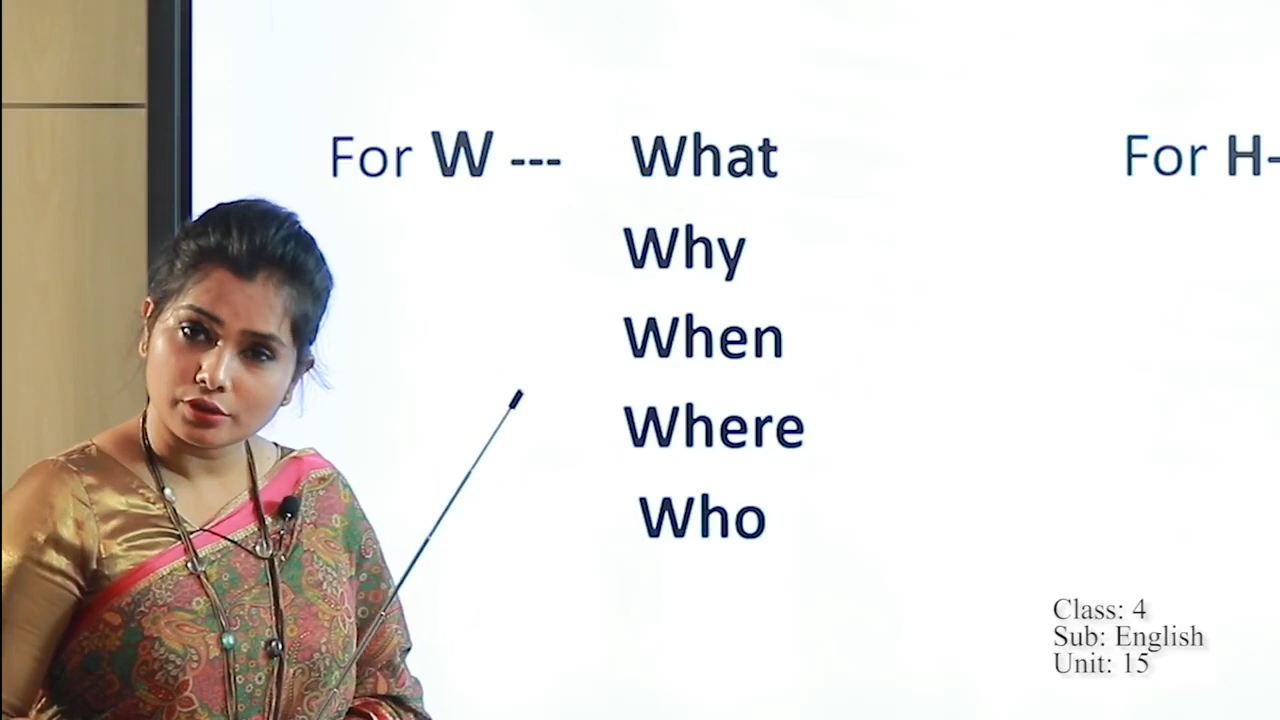 For W --- What For H-
Why
When
Where
Who
Class: 4
Sub: English
Unit: 15